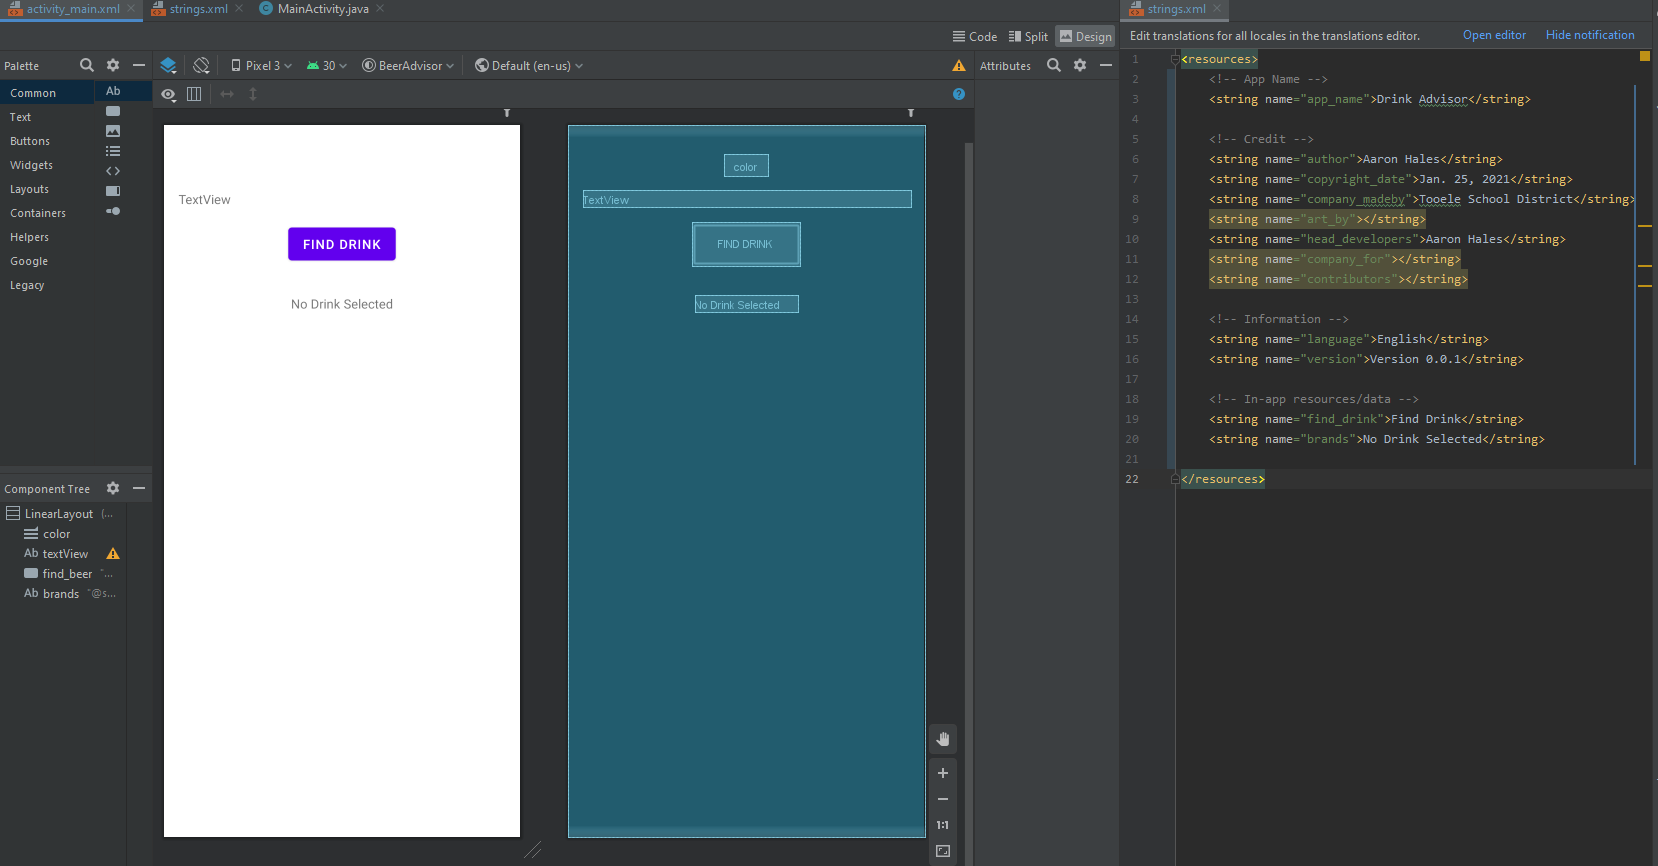 activity_main.xml strings.xml MainActivity.java
Code Split Design
Palette
Pixel 3 30 BeerAdvisor Default (en-us)
Attributes
Common
Text
Buttons
Widgets
Layouts
Containers
Helpers
Google
Legacy
Ab
TextView
FIND DRINK
No Drink Selected
color
TextView
FIND DRINK
No Drink Selected
1:1
Component Tree
LinearLayout (...
color
Ab textView
find_beer "...
Ab brands "@s...
strings.xml
Edit translations for all locales in the translations editor. Open editor Hide notification
1 <resources>
2 <!-- App Name -->
3 <string name="app_name">Drink Advisor</string>
4
5 <!-- Credit -->
6 <string name="author">Aaron Hales</string>
7 <string name="copyright_date">Jan. 25, 2021</string>
8 <string name="company_madeby">Tooele School District</string>
9 <string name="art_by"></string>
10 <string name="head_developers">Aaron Hales</string>
11 <string name="company_for"></string>
12 <string name="contributors"></string>
13
14 <!-- Information -->
15 <string name="language">English</string>
16 <string name="version">Version 0.0.1</string>
17
18 <!-- In-app resources/data -->
19 <string name="find_drink">Find Drink</string>
20 <string name="brands">No Drink Selected</string>
21
22 </resources>